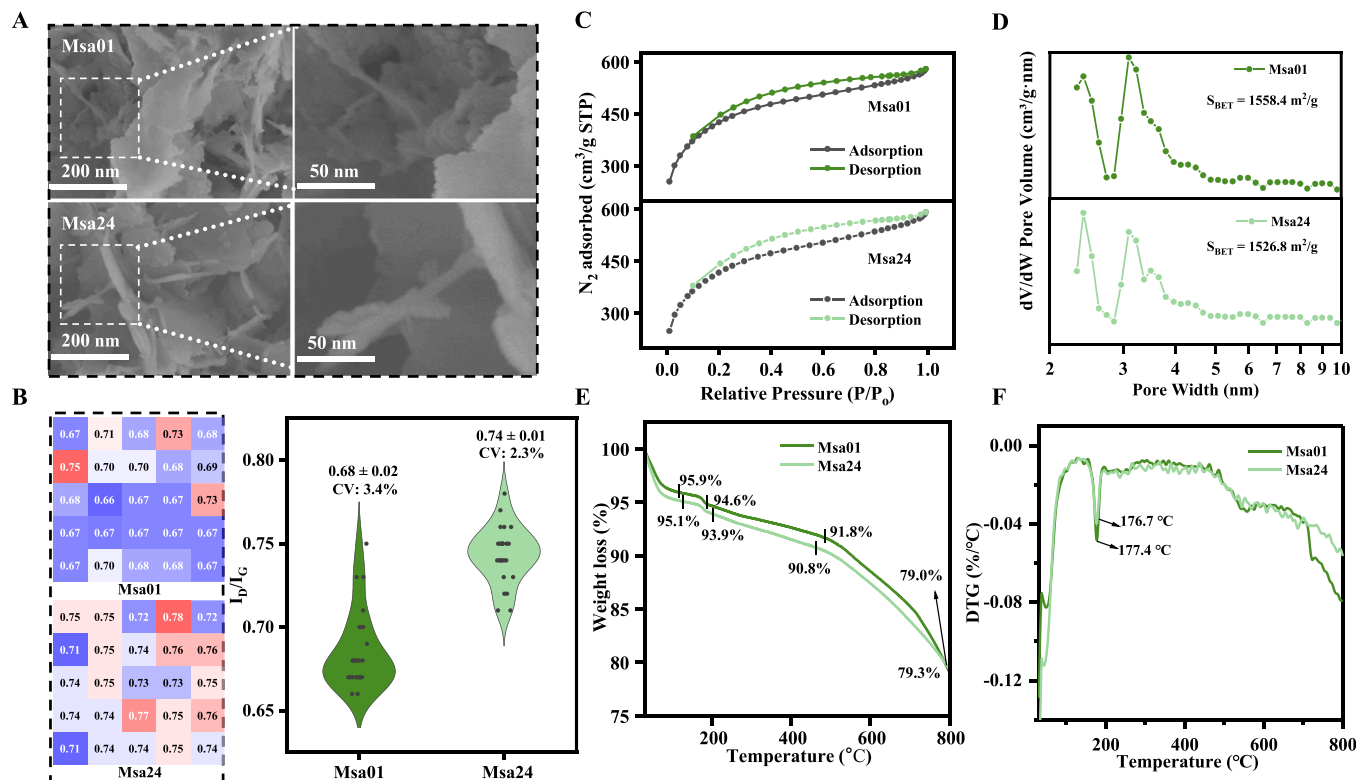 A
Msa01
200 nm
50 nm
Msa24
200 nm
50 nm
B
0.67 0.71 0.68 0.73 0.68
0.75 0.70 0.70 0.68 0.69
0.68 0.66 0.67 0.67 0.73
0.67 0.67 0.67 0.67 0.67
0.67 0.70 0.68 0.68 0.67
Msa01
0.75 0.75 0.72 0.78 0.72
0.71 0.75 0.74 0.76 0.76
0.74 0.75 0.73 0.73 0.75
0.74 0.74 0.77 0.75 0.76
0.71 0.74 0.74 0.75 0.74
Msa24
I_D/I_G
0.80
0.75
0.70
0.65
0.68 ± 0.02
CV: 3.4%
0.74 ± 0.01
CV: 2.3%
Msa01 Msa24
C
N₂ adsorbed (cm³/g STP)
600
450
300
Msa01
Adsorption
Desorption
600
450
300
Msa24
Adsorption
Desorption
0.0 0.2 0.4 0.6 0.8 1.0
Relative Pressure (P/P₀)
D
dV/dW Pore Volume (cm³/g·nm)
Msa01
S_BET = 1558.4 m²/g
Msa24
S_BET = 1526.8 m²/g
2 3 4 5 6 7 8 9 10
Pore Width (nm)
E
Weight loss (%)
100
95
90
85
80
75
Msa01
Msa24
95.9%
94.6%
95.1%
93.9%
91.8%
90.8%
79.0%
79.3%
200 400 600 800
Temperature (°C)
F
DTG (%/°C)
0.00
-0.04
-0.08
-0.12
Msa01
Msa24
176.7 °C
177.4 °C
200 400 600 800
Temperature (°C)